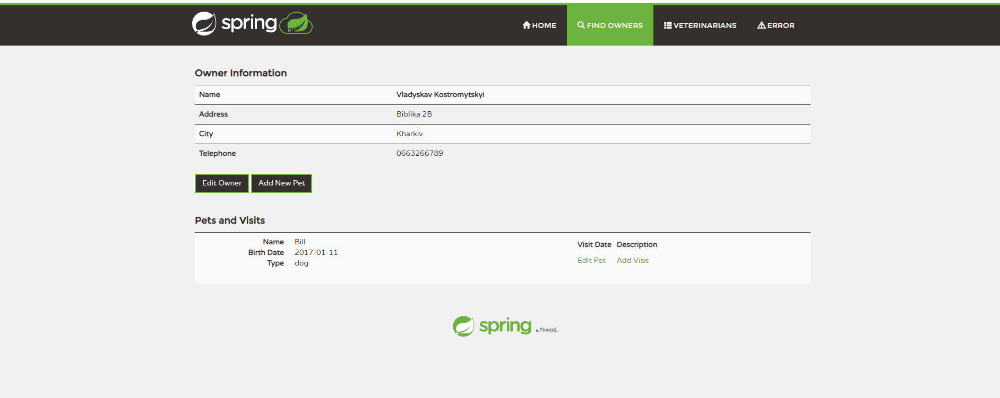 spring
HOME
FIND OWNERS
VETERINARIANS
ERROR
Owner Information
Name Vladyskav Kostromytskyi
Address Biblika 2B
City Kharkiv
Telephone 0663266789
Edit Owner Add New Pet
Pets and Visits
Name Bill
Birth Date 2017-01-11
Type dog
Visit Date Description
Edit Pet Add Visit
spring by Pivotal.